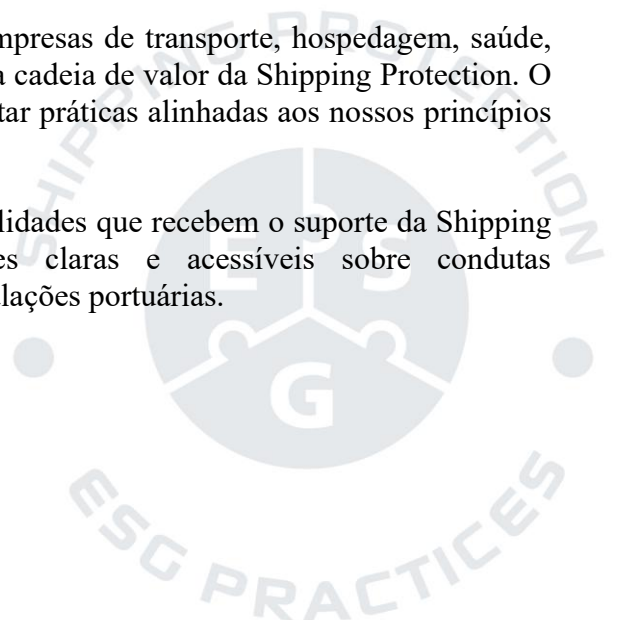 mpresas de transporte, hospedagem, saúde,
a cadeia de valor da Shipping Protection. O
tar práticas alinhadas aos nossos princípios
lidades que recebem o suporte da Shipping
es claras e acessíveis sobre condutas
lações portuárias.
SHIPPING PROTECTION
E S
G
ESG PRACTICES